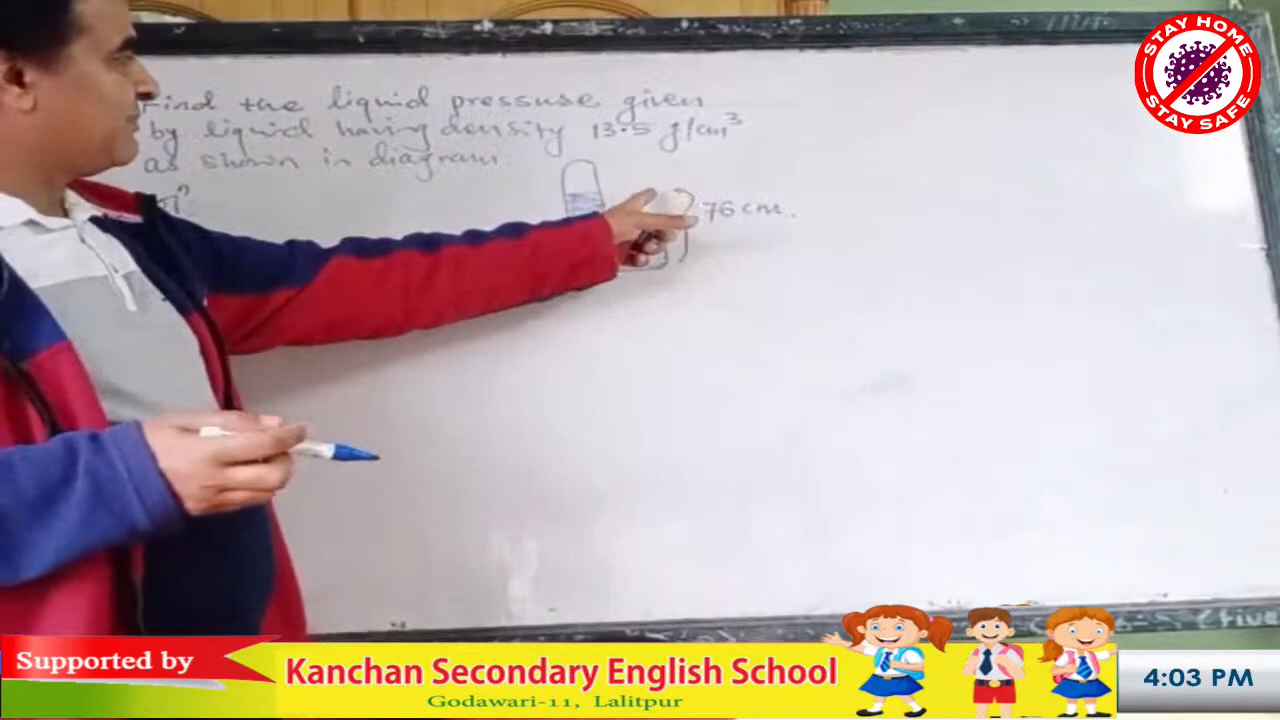 Find the liquid pressuse given
by liquid having density 13.5 g/cm³
as shown in diagram
76 cm.
STAY HOME
STAY SAFE
Supported by
Kanchan Secondary English School
Godawari-11, Lalitpur
4:03 PM